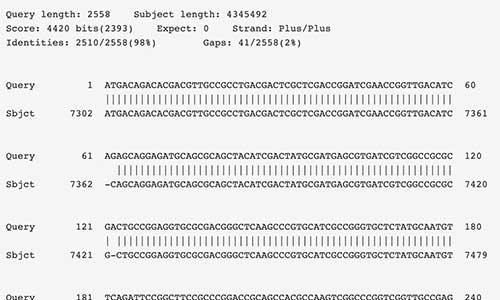 Query length: 2558 Subject length: 4345492
Score: 4420 bits(2393) Expect: 0 Strand: Plus/Plus
Identities: 2510/2558(98%) Gaps: 41/2558(2%)
Query 1 ATGACAGACACGACGTTGCCGCCTGACGACTCGCTCGACCGGATCGAACCGGTTGACATC 60
||||||||||||||||||||||||||||||||||||||||||||||||||||||||||||
Sbjct 7302 ATGACAGACACGACGTTGCCGCCTGACGACTCGCTCGACCGGATCGAACCGGTTGACATC 7361
Query 61 AGAGCAGGAGATGCAGCGCAGCTACATCGACTATGCGATGAGCGTGATCGTCGGCCGCGC 120
||||||||||||||||||||||||||||||||||||||||||||||||||||||||||
Sbjct 7362 -CAGCAGGAGATGCAGCGCAGCTACATCGACTATGCGATGAGCGTGATCGTCGGCCGCGC 7420
Query 121 GACTGCCGGAGGTGCGCGACGGGCTCAAGCCCGTGCATCGCCGGGTGCTCTATGCAATGT 180
| ||||||||||||||||||||||||||||||||||||||||||||||||||||||||||
Sbjct 7421 G-CTGCCGGAGGTGCGCGACGGGCTCAAGCCCGTGCATCGCCGGGTGCTCTATGCAATGT 7479
Query 181 TCAGATTCCGGCTTCCGCCCGGACCGCAGCCACGCCAAGTCGGCCCGGTCGGTTGCCGAG 240